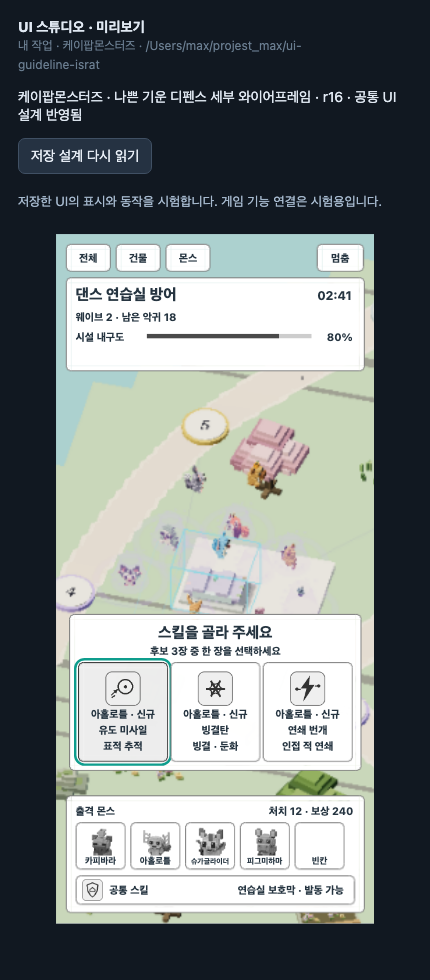 UI 스튜디오 · 미리보기
내 작업 · 케이팝몬스터즈 · /Users/max/projest_max/ui-
guideline-israt
케이팝몬스터즈 · 나쁜 기운 디펜스 세부 와이어프레임 · r16 · 공통 UI
설계 반영됨
저장 설계 다시 읽기
저장한 UI의 표시와 동작을 시험합니다. 게임 기능 연결은 시험용입니다.
전체 건물 몬스 멈춤
댄스 연습실 방어 02:41
웨이브 2 · 남은 악귀 18
시설 내구도 80%
5
4
스킬을 골라 주세요
후보 3장 중 한 장을 선택하세요
아홀로틀 · 신규 아홀로틀 · 신규 아홀로틀 · 신규
유도 미사일 빙결탄 연쇄 번개
표적 추적 빙결 · 둔화 인접 적 연쇄
출격 몬스 처치 12 · 보상 240
카피바라 아홀로틀 슈가글라이더 피그미하마 빈칸
공통 스킬 연습실 보호막 · 발동 가능